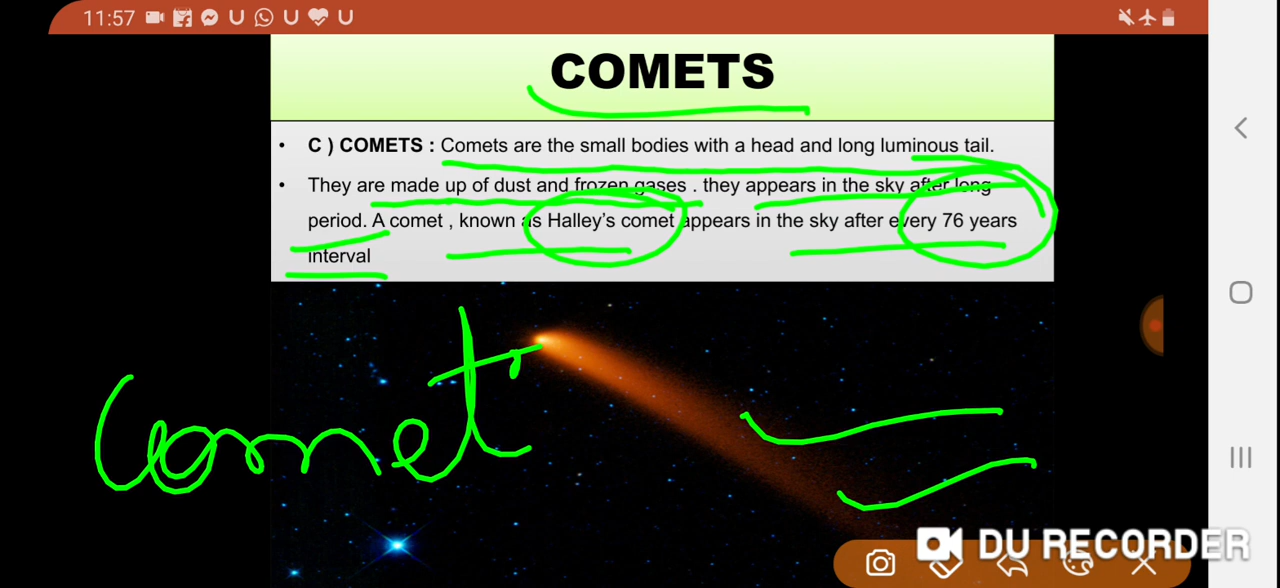 11:57
COMETS
• C ) COMETS : Comets are the small bodies with a head and long luminous tail.
• They are made up of dust and frozen gases . they appears in the sky after long
period. A comet , known as Halley's comet appears in the sky after every 76 years
interval
Comet
DU RECORDER